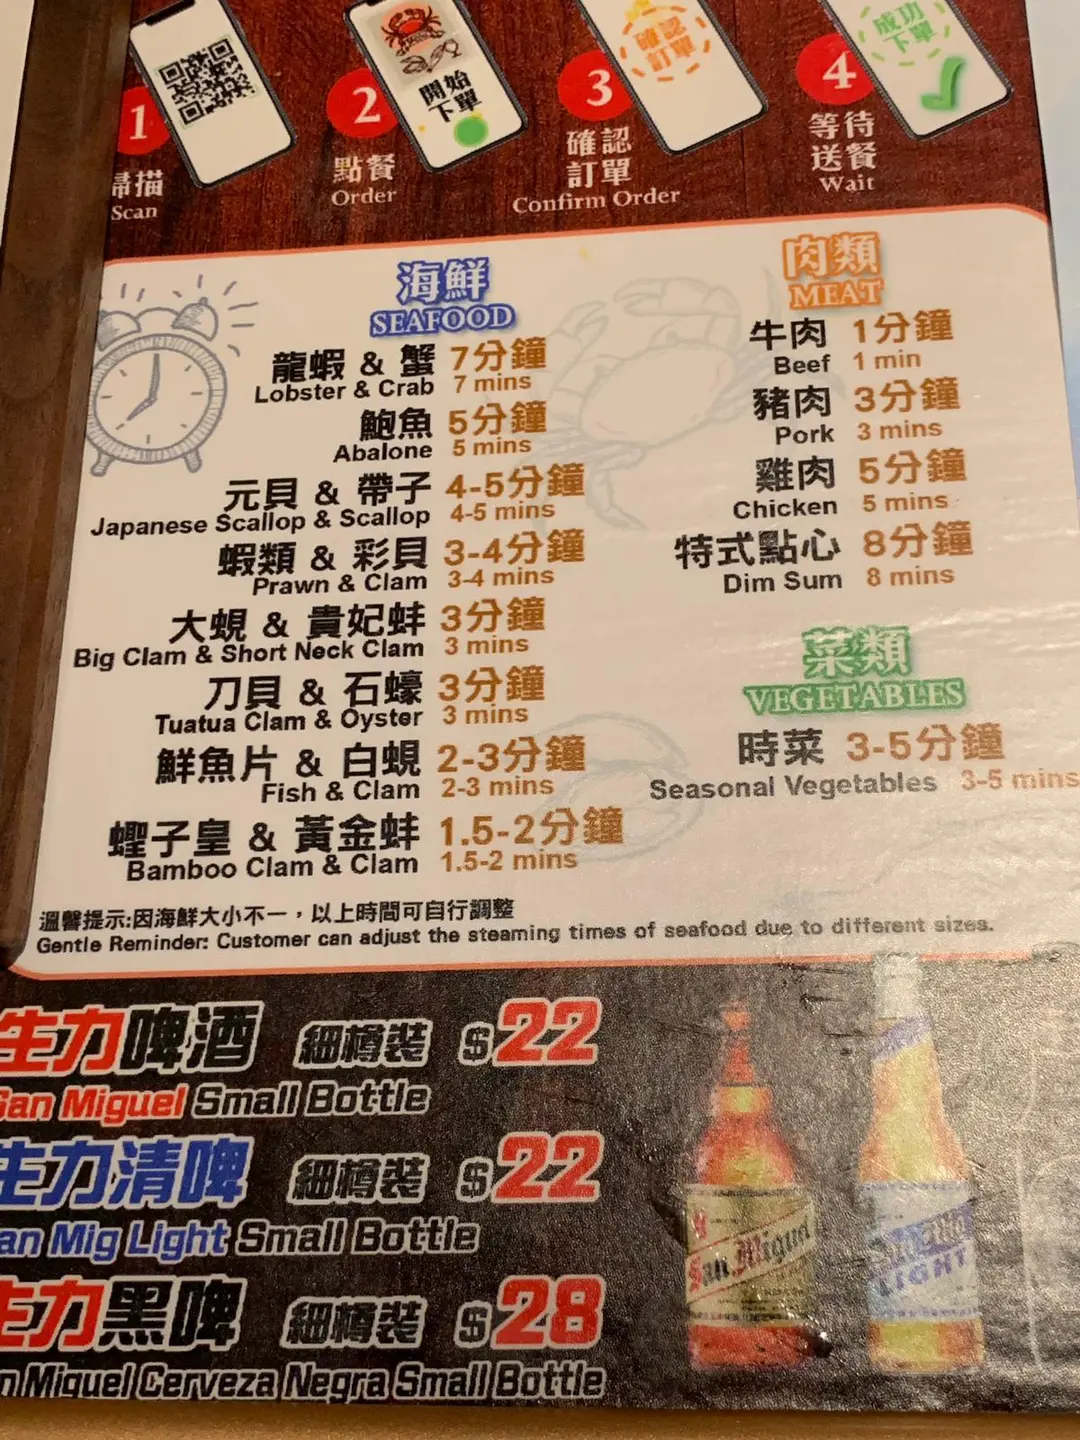 1
2
3
4
開始
下單
確認
訂單
成功
下單
掃描
Scan
點餐
Order
確認
訂單
Confirm Order
等待
送餐
Wait
海鮮
SEAFOOD
龍蝦 & 蟹 7分鐘
Lobster & Crab 7 mins
鮑魚 5分鐘
Abalone 5 mins
元貝 & 帶子 4-5分鐘
Japanese Scallop & Scallop 4-5 mins
蝦類 & 彩貝 3-4分鐘
Prawn & Clam 3-4 mins
大蜆 & 貴妃蚌 3分鐘
Big Clam & Short Neck Clam 3 mins
刀貝 & 石蠔 3分鐘
Tuatua Clam & Oyster 3 mins
鮮魚片 & 白蜆 2-3分鐘
Fish & Clam 2-3 mins
蟶子皇 & 黃金蚌 1.5-2分鐘
Bamboo Clam & Clam 1.5-2 mins
肉類
MEAT
牛肉 1分鐘
Beef 1 min
豬肉 3分鐘
Pork 3 mins
雞肉 5分鐘
Chicken 5 mins
特式點心 8分鐘
Dim Sum 8 mins
菜類
VEGETABLES
時菜 3-5分鐘
Seasonal Vegetables 3-5 mins
溫馨提示:因海鮮大小不一，以上時間可自行調整
Gentle Reminder: Customer can adjust the steaming times of seafood due to different sizes.
生力啤酒 細樽裝 $22
San Miguel Small Bottle
生力清啤 細樽裝 $22
an Mig Light Small Bottle
生力黑啤 細樽裝 $28
n Miguel Cerveza Negra Small Bottle
San Miguel
LIGHT